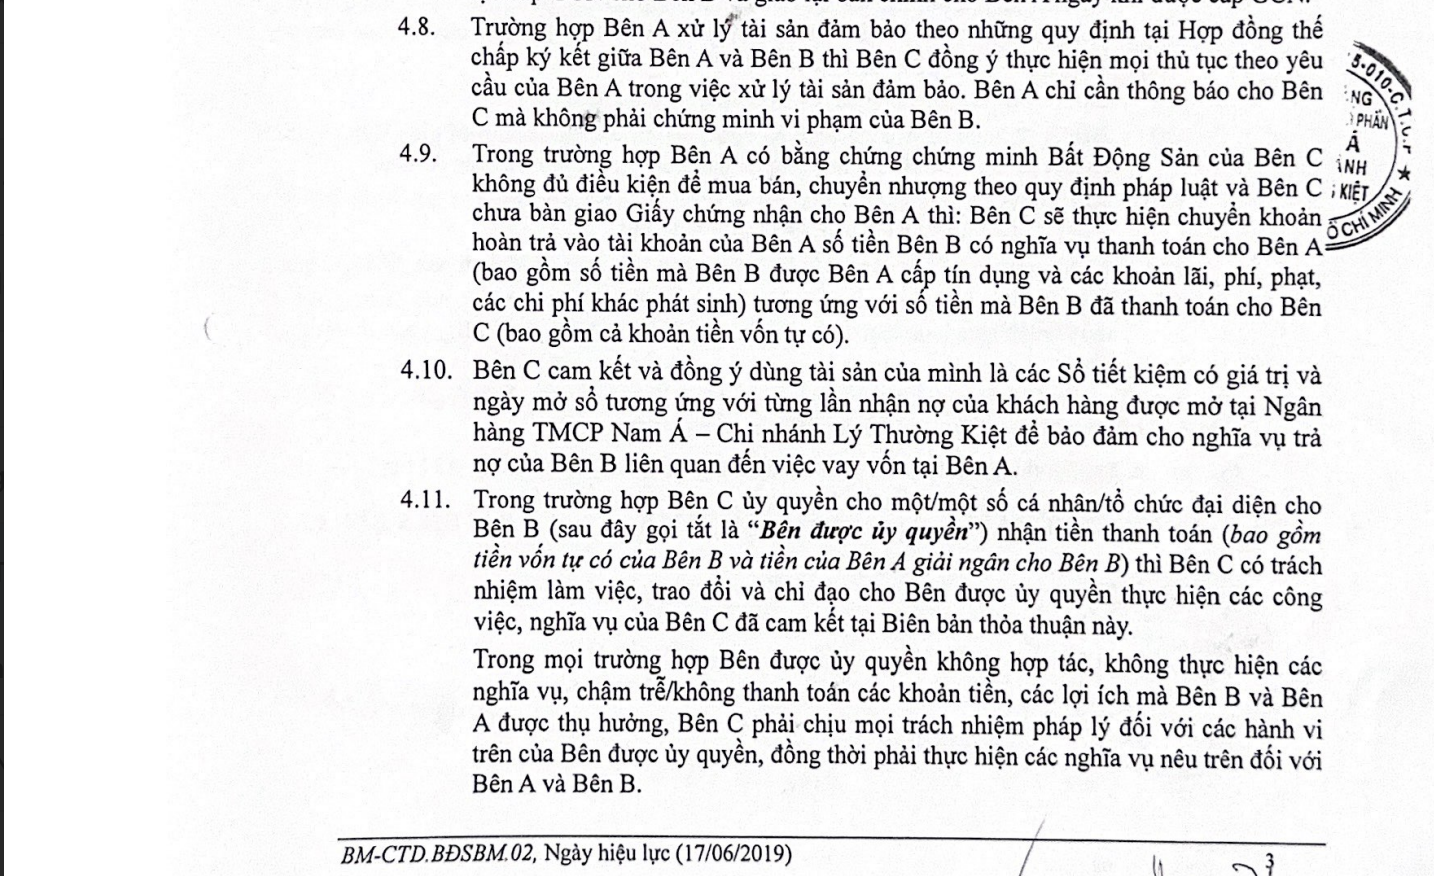 4.8. Trường hợp Bên A xử lý tài sản đảm bảo theo những quy định tại Hợp đồng thế
chấp ký kết giữa Bên A và Bên B thì Bên C đồng ý thực hiện mọi thủ tục theo yêu
cầu của Bên A trong việc xử lý tài sản đảm bảo. Bên A chỉ cần thông báo cho Bên
C mà không phải chứng minh vi phạm của Bên B.
4.9. Trong trường hợp Bên A có bằng chứng chứng minh Bất Động Sản của Bên C
không đủ điều kiện để mua bán, chuyển nhượng theo quy định pháp luật và Bên C
chưa bàn giao Giấy chứng nhận cho Bên A thì: Bên C sẽ thực hiện chuyển khoản
hoàn trả vào tài khoản của Bên A số tiền Bên B có nghĩa vụ thanh toán cho Bên A
(bao gồm số tiền mà Bên B được Bên A cấp tín dụng và các khoản lãi, phí, phạt,
các chi phí khác phát sinh) tương ứng với số tiền mà Bên B đã thanh toán cho Bên
C (bao gồm cả khoản tiền vốn tự có).
4.10. Bên C cam kết và đồng ý dùng tài sản của mình là các Sổ tiết kiệm có giá trị và
ngày mở sổ tương ứng với từng lần nhận nợ của khách hàng được mở tại Ngân
hàng TMCP Nam Á – Chi nhánh Lý Thường Kiệt để bảo đảm cho nghĩa vụ trả
nợ của Bên B liên quan đến việc vay vốn tại Bên A.
4.11. Trong trường hợp Bên C ủy quyền cho một/một số cá nhân/tổ chức đại diện cho
Bên B (sau đây gọi tắt là “Bên được ủy quyền”) nhận tiền thanh toán (bao gồm
tiền vốn tự có của Bên B và tiền của Bên A giải ngân cho Bên B) thì Bên C có trách
nhiệm làm việc, trao đổi và chỉ đạo cho Bên được ủy quyền thực hiện các công
việc, nghĩa vụ của Bên C đã cam kết tại Biên bản thỏa thuận này.
Trong mọi trường hợp Bên được ủy quyền không hợp tác, không thực hiện các
nghĩa vụ, chậm trễ/không thanh toán các khoản tiền, các lợi ích mà Bên B và Bên
A được thụ hưởng, Bên C phải chịu mọi trách nhiệm pháp lý đối với các hành vi
trên của Bên được ủy quyền, đồng thời phải thực hiện các nghĩa vụ nêu trên đối với
Bên A và Bên B.
BM-CTD.BĐSBM.02, Ngày hiệu lực (17/06/2019)
3
PHẦN
Á
KIỆT
CHÍ MINH